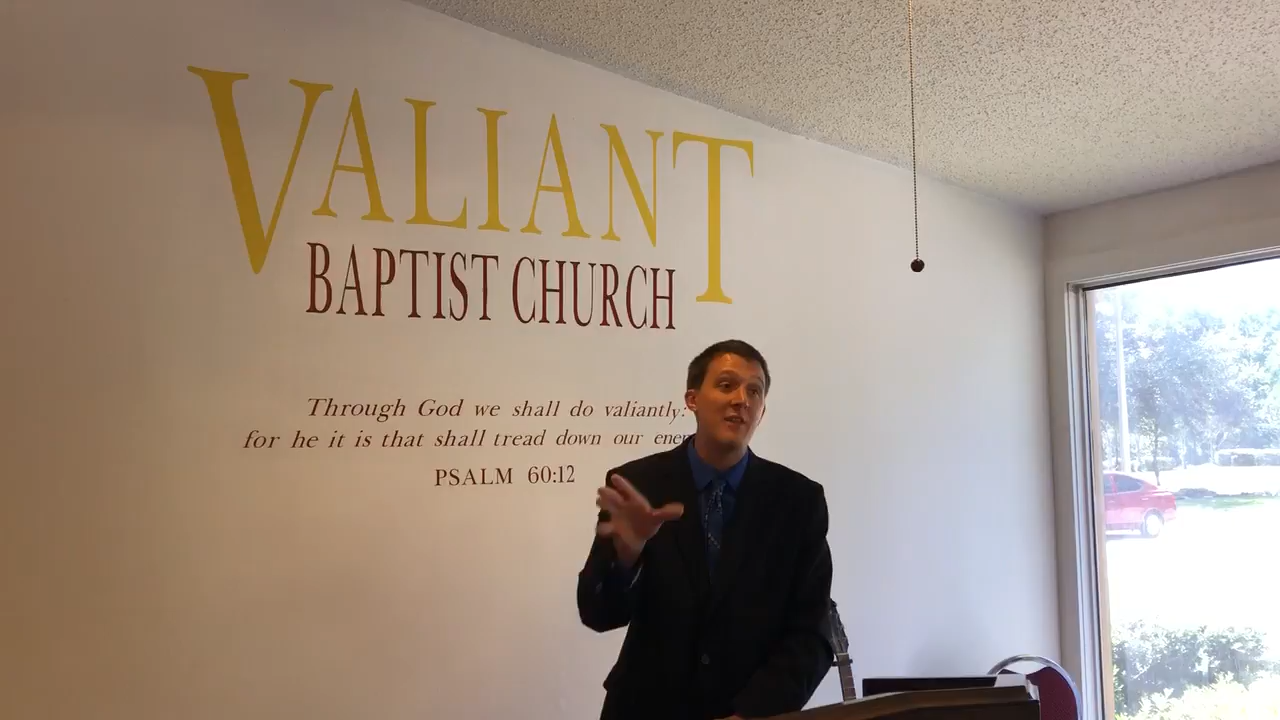 VALIANT
BAPTIST CHURCH
Through God we shall do valiantly:
for he it is that shall tread down our
PSALM 60:12